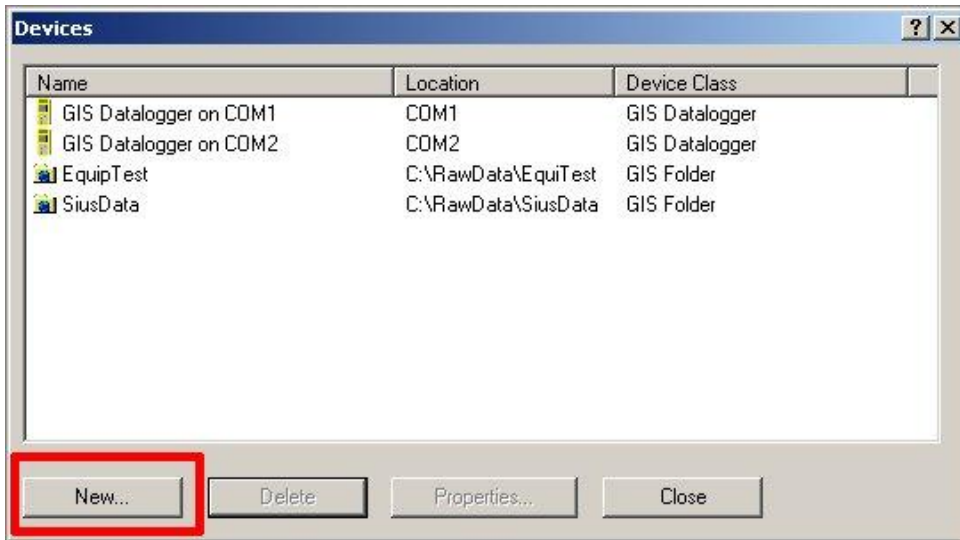 Devices
Name Location Device Class
GIS Datalogger on COM1 COM1 GIS Datalogger
GIS Datalogger on COM2 COM2 GIS Datalogger
EquipTest C:\RawData\EquiTest GIS Folder
SiusData C:\RawData\SiusData GIS Folder
New... Delete Properties... Close